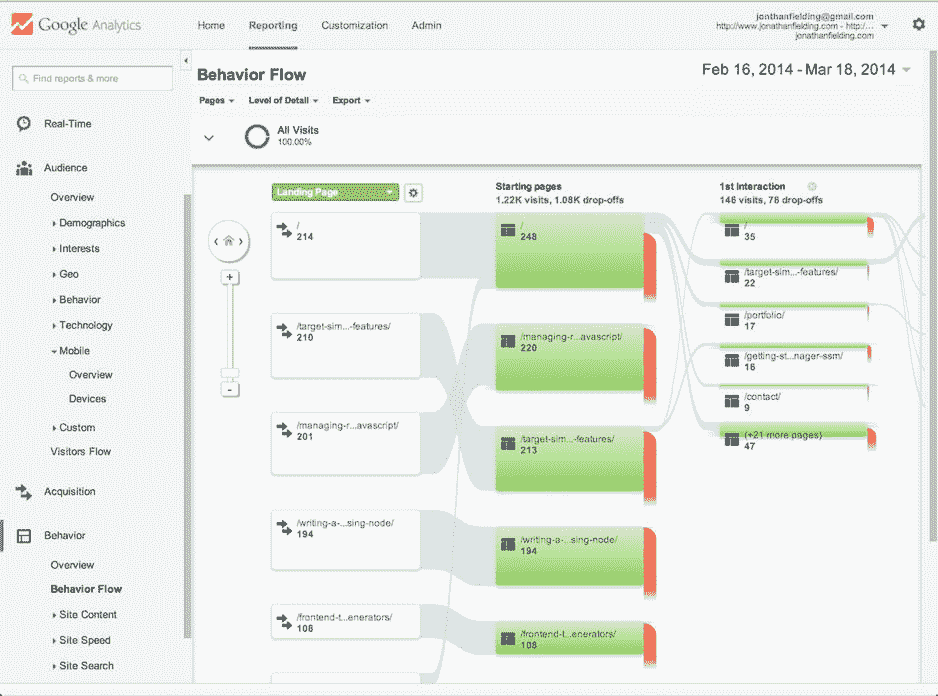 Google Analytics
Home
Reporting
Customization
Admin
jonthanfielding@gmail.com
http://www.jonathanfielding.com - http:/...
jonathanfielding.com
Find reports & more
Real-Time
Audience
Overview
Demographics
Interests
Geo
Behavior
Technology
Mobile
Overview
Devices
Custom
Visitors Flow
Acquisition
Behavior
Overview
Behavior Flow
Site Content
Site Speed
Site Search
Behavior Flow
Feb 16, 2014 - Mar 18, 2014
Pages
Level of Detail
Export
All Visits
100.00%
Landing Page
/
214
/target-sim...-features/
210
/managing-r...avascript/
201
/writing-a-...sing-node/
194
/frontend-t...enerators/
108
Starting pages
1.22K visits, 1.08K drop-offs
/
248
/managing-r...avascript/
220
/target-sim...-features/
213
/writing-a-...sing-node/
194
/frontend-t...enerators/
108
1st Interaction
146 visits, 78 drop-offs
/
35
/target-sim...-features/
22
/portfolio/
17
/getting-st...nager-ssm/
16
/contact/
9
(+21 more pages)
47